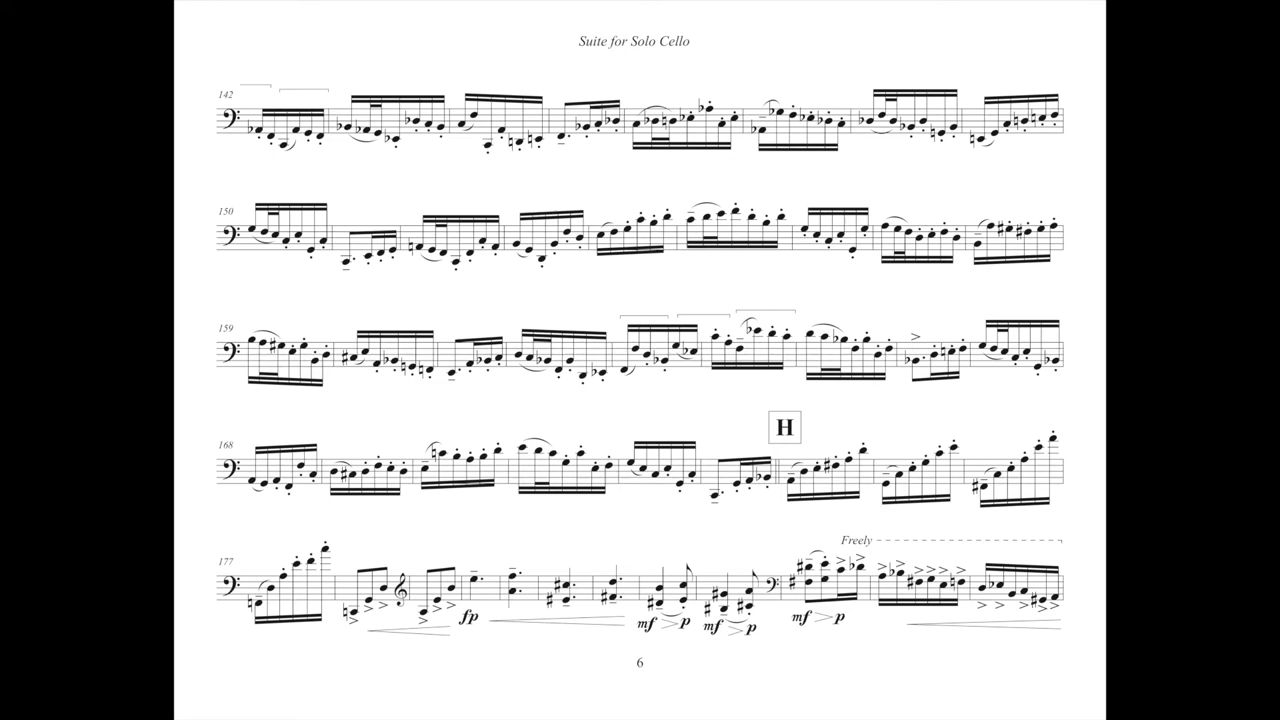 Suite for Solo Cello
142
150
159
168
H
177
Freely
fp
mf p
mf p
mf p
6